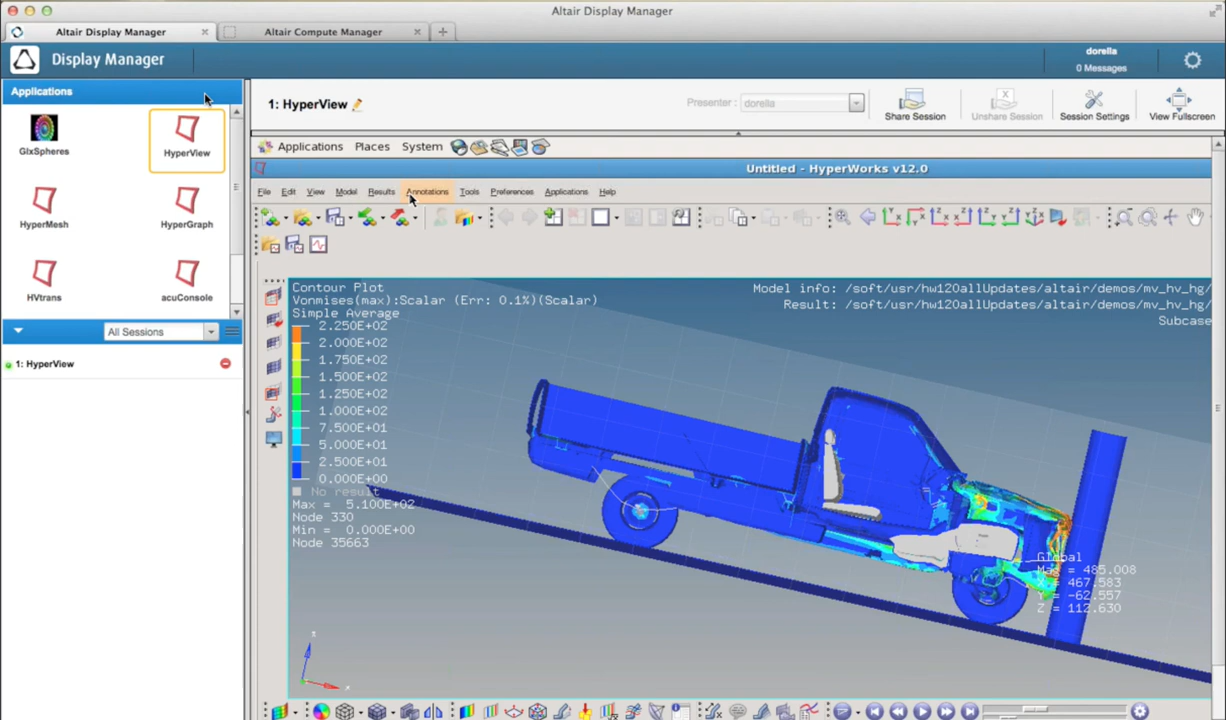 Altair Display Manager
Altair Display Manager
Altair Compute Manager
Display Manager
dorella
0 Messages
Applications
GlxSpheres
HyperView
HyperMesh
HyperGraph
HVtrans
acuConsole
All Sessions
1: HyperView
1: HyperView
Presenter :
dorella
Share Session
Unshare Session
Session Settings
View Fullscreen
Applications Places System
Untitled - HyperWorks v12.0
File Edit View Model Results Annotations Tools Preferences Applications Help
Contour Plot
Vonmises(max):Scalar (Err: 0.1%)(Scalar)
Simple Average
2.250E+02
2.000E+02
1.750E+02
1.500E+02
1.250E+02
1.000E+02
7.500E+01
5.000E+01
2.500E+01
0.000E+00
No result
Max = 5.100E+02
Node 330
Min = 0.000E+00
Node 35663
Model info: /soft/usr/hw120allUpdates/altair/demos/mv_hv_hg/
Result: /soft/usr/hw120allUpdates/altair/demos/mv_hv_hg/
Subcase
Global
Mag = 485.008
X = 467.583
Y = -62.557
Z = 112.630